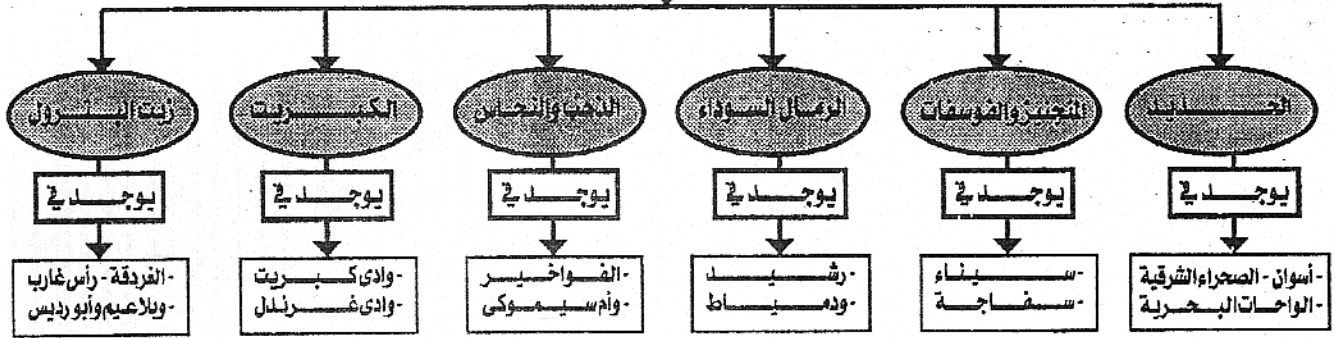 الحديد
المنجنيز والفوسفات
الرمال السوداء
الذهب والنحاس
الكبريت
زيت البترول
يوجد في
يوجد في
يوجد في
يوجد في
يوجد في
يوجد في
- أسوان - الصحراء الشرقية
- الواحات البحرية
- سيناء
- سفاجة
- رشيد
- ودمياط
- الفواخير
- وأم سيموكى
- وادى كبريت
- وادى غرندل
- الغردقة - رأس غارب
- وبلاعيم وأبو رديس